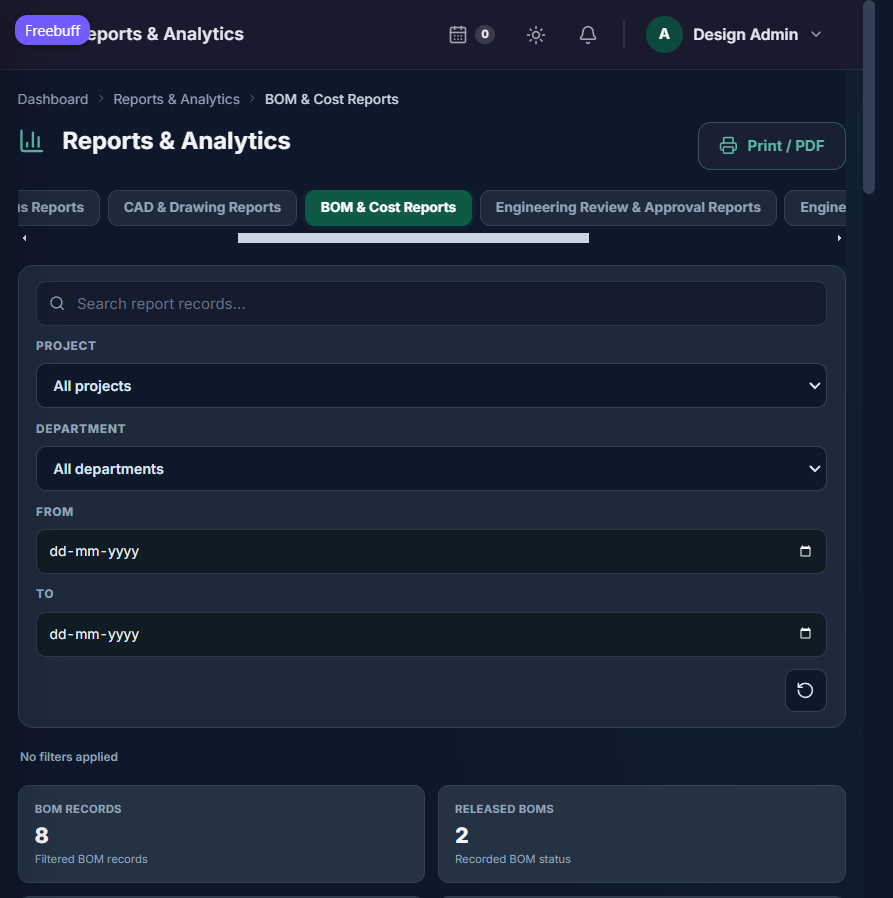 Freebuff
eports & Analytics
0
A
Design Admin
Dashboard
Reports & Analytics
BOM & Cost Reports
Reports & Analytics
Print / PDF
us Reports
CAD & Drawing Reports
BOM & Cost Reports
Engineering Review & Approval Reports
Engine
Search report records...
PROJECT
All projects
DEPARTMENT
All departments
FROM
dd-mm-yyyy
TO
dd-mm-yyyy
No filters applied
BOM RECORDS
8
Filtered BOM records
RELEASED BOMS
2
Recorded BOM status